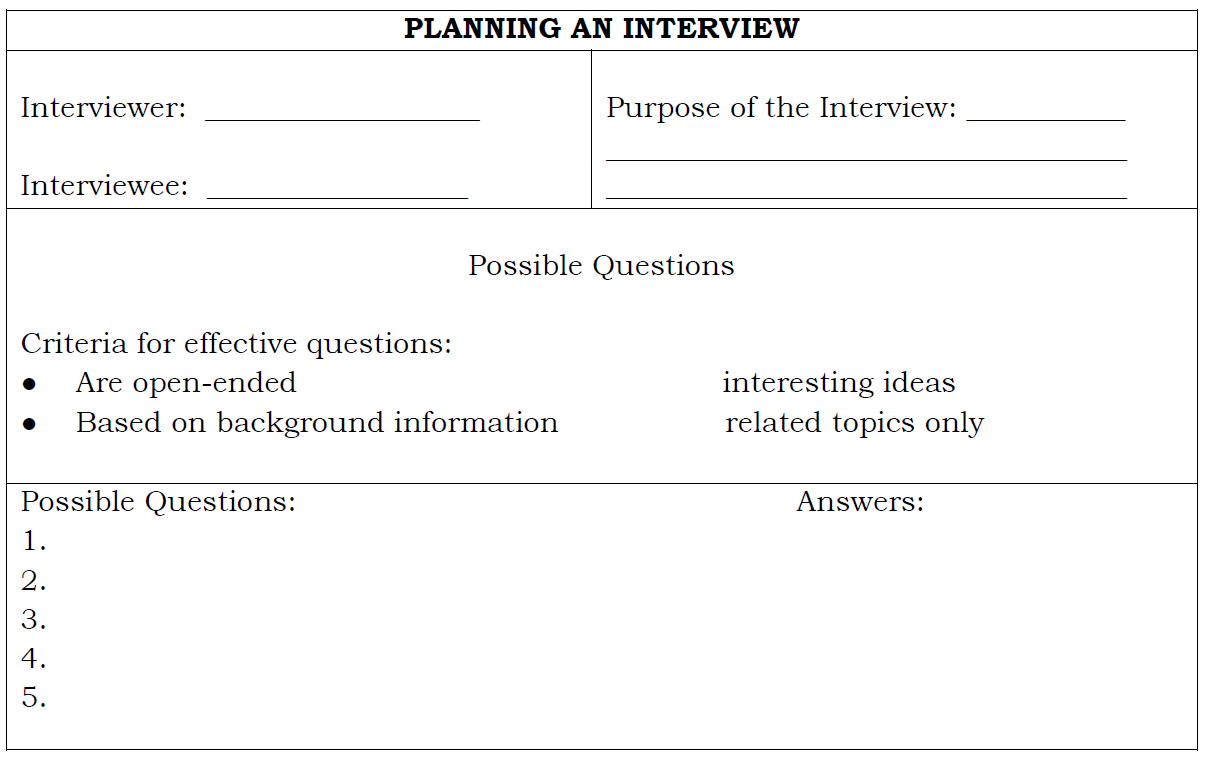 PLANNING AN INTERVIEW
Interviewer: ___________________
Interviewee: __________________
Purpose of the Interview: ___________
____________________________________
____________________________________
Possible Questions
Criteria for effective questions:
● Are open-ended interesting ideas
● Based on background information related topics only
Possible Questions: Answers:
1.
2.
3.
4.
5.